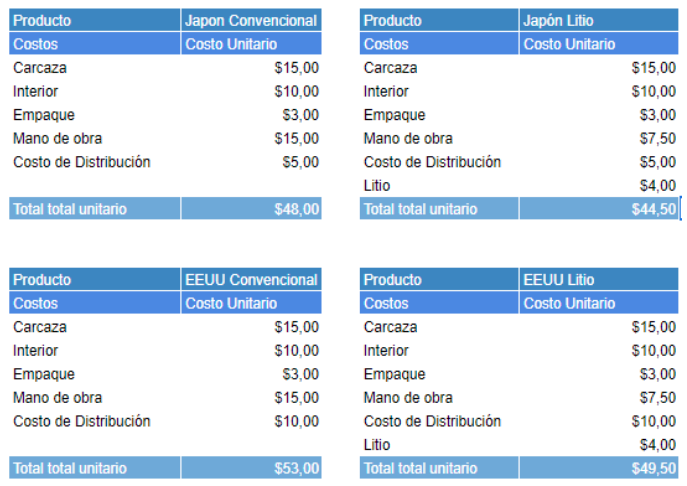 Producto Japon Convencional
Costos Costo Unitario
Carcaza $15,00
Interior $10,00
Empaque $3,00
Mano de obra $15,00
Costo de Distribución $5,00
Total total unitario $48,00
Producto Japón Litio
Costos Costo Unitario
Carcaza $15,00
Interior $10,00
Empaque $3,00
Mano de obra $7,50
Costo de Distribución $5,00
Litio $4,00
Total total unitario $44,50
Producto EEUU Convencional
Costos Costo Unitario
Carcaza $15,00
Interior $10,00
Empaque $3,00
Mano de obra $15,00
Costo de Distribución $10,00
Total total unitario $53,00
Producto EEUU Litio
Costos Costo Unitario
Carcaza $15,00
Interior $10,00
Empaque $3,00
Mano de obra $7,50
Costo de Distribución $10,00
Litio $4,00
Total total unitario $49,50